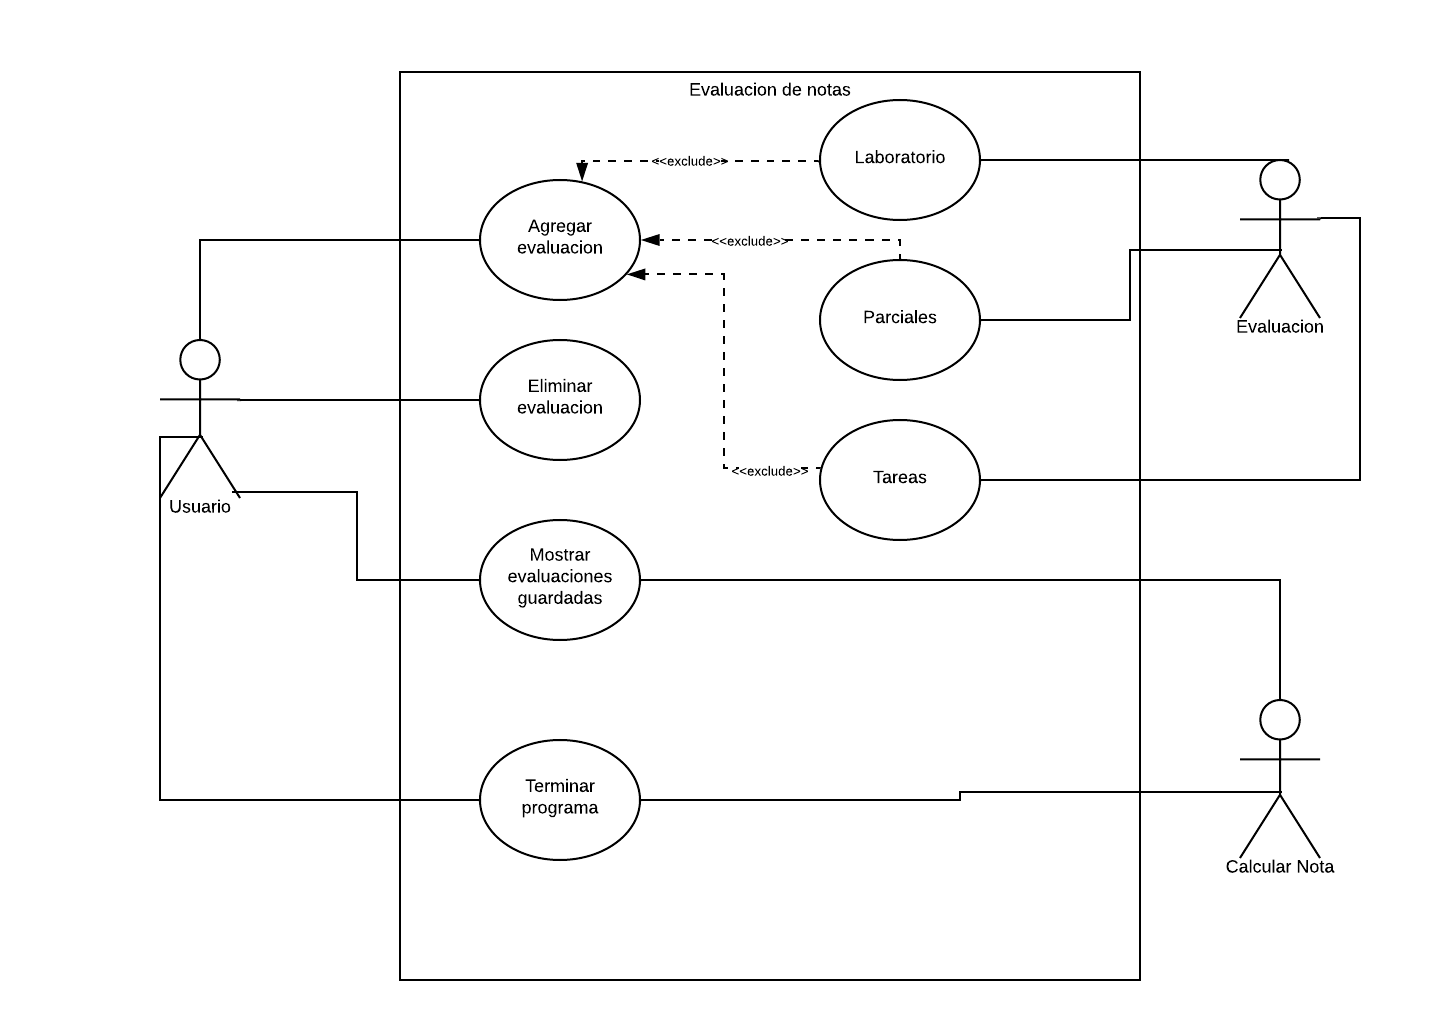 Evaluacion de notas
Laboratorio
<<exclude>>
Agregar
evaluacion
<<exclude>>
Parciales
Evaluacion
Eliminar
evaluacion
<<exclude>>
Tareas
Usuario
Mostrar
evaluaciones
guardadas
Terminar
programa
Calcular Nota